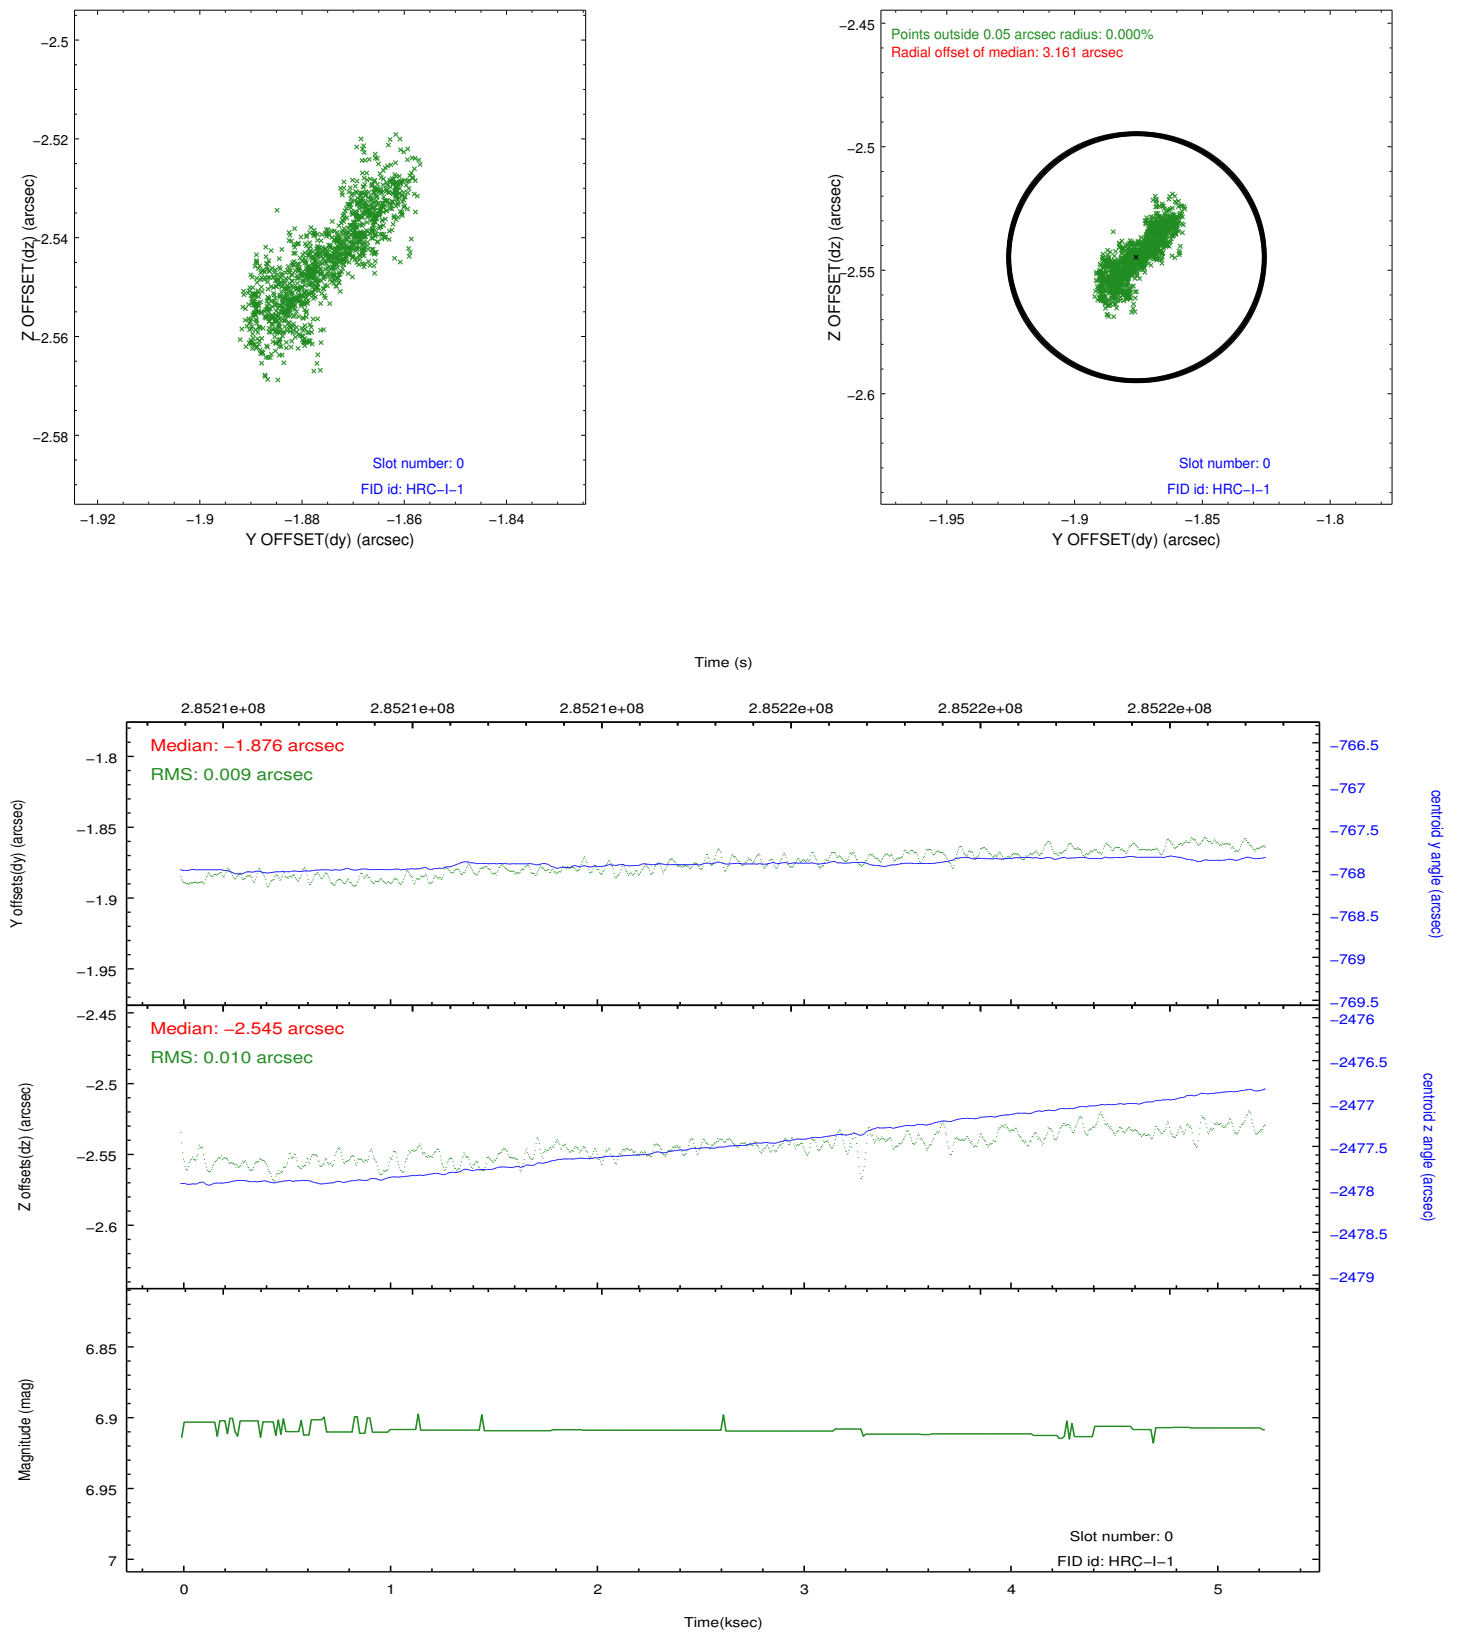 −2.5
−2.52
−2.54
−2.56
−2.58
Z OFFSET(dz) (arcsec)
Slot number: 0
FID id: HRC−I−1
−1.92
−1.9
−1.88
−1.86
−1.84
Y OFFSET(dy) (arcsec)
Points outside 0.05 arcsec radius: 0.000%
Radial offset of median: 3.161 arcsec
−2.45
−2.5
−2.55
−2.6
Z OFFSET(dz) (arcsec)
Slot number: 0
FID id: HRC−I−1
−1.95
−1.9
−1.85
−1.8
Y OFFSET(dy) (arcsec)
Time (s)
2.8521e+08
2.8521e+08
2.8521e+08
2.8522e+08
2.8522e+08
2.8522e+08
Median: −1.876 arcsec
RMS: 0.009 arcsec
−1.8
−1.85
−1.9
−1.95
Y offsets(dy) (arcsec)
−766.5
−767
−767.5
−768
−768.5
−769
−769.5
centroid y angle (arcsec)
Median: −2.545 arcsec
RMS: 0.010 arcsec
−2.45
−2.5
−2.55
−2.6
Z offsets(dz) (arcsec)
−2476
−2476.5
−2477
−2477.5
−2478
−2478.5
−2479
centroid z angle (arcsec)
6.85
6.9
6.95
7
Magnitude (mag)
Slot number: 0
FID id: HRC−I−1
0
1
2
3
4
5
Time(ksec)